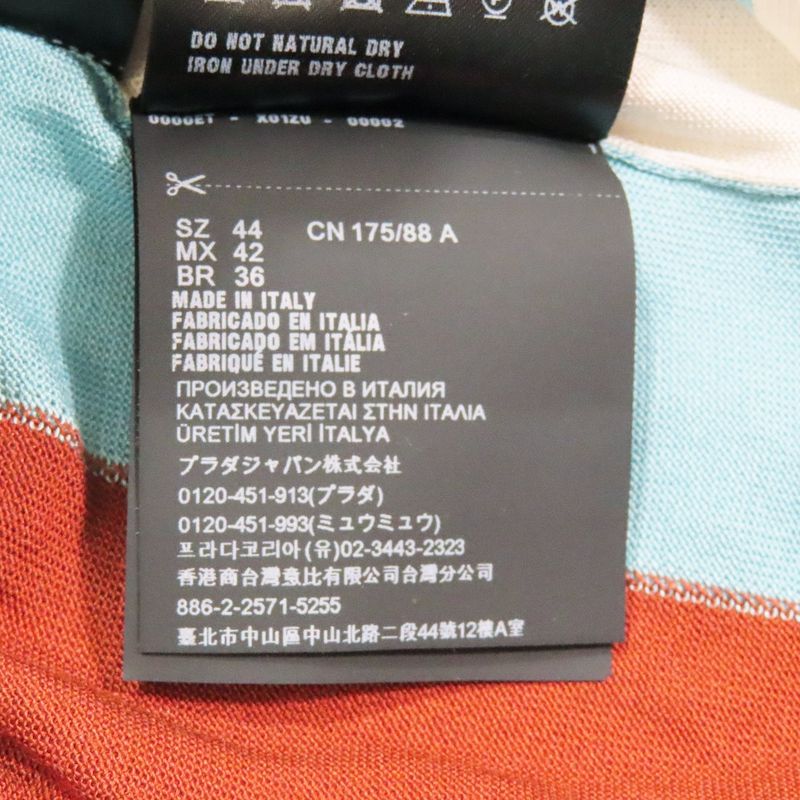 DO NOT NATURAL DRY
IRON UNDER DRY CLOTH
SZ 44 CN 175/88 A
MX 42
BR 36
MADE IN ITALY
FABRICADO EN ITALIA
FABRICADO EM ITÁLIA
FABRIQUÉ EN ITALIE
ПРОИЗВЕДЕНО В ИТАЛИЯ
ΚΑΤΑΣΚΕΥΑΖΕΤΑΙ ΣΤΗΝ ΙΤΑΛΙΑ
ÜRETİM YERİ İTALYA
プラダジャパン株式会社
0120-451-913(プラダ)
0120-451-993(ミュウミュウ)
프라다코리아(유)02-3443-2323
香港商台灣意比有限公司台灣分公司
886-2-2571-5255
臺北市中山區中山北路二段44號12樓A室